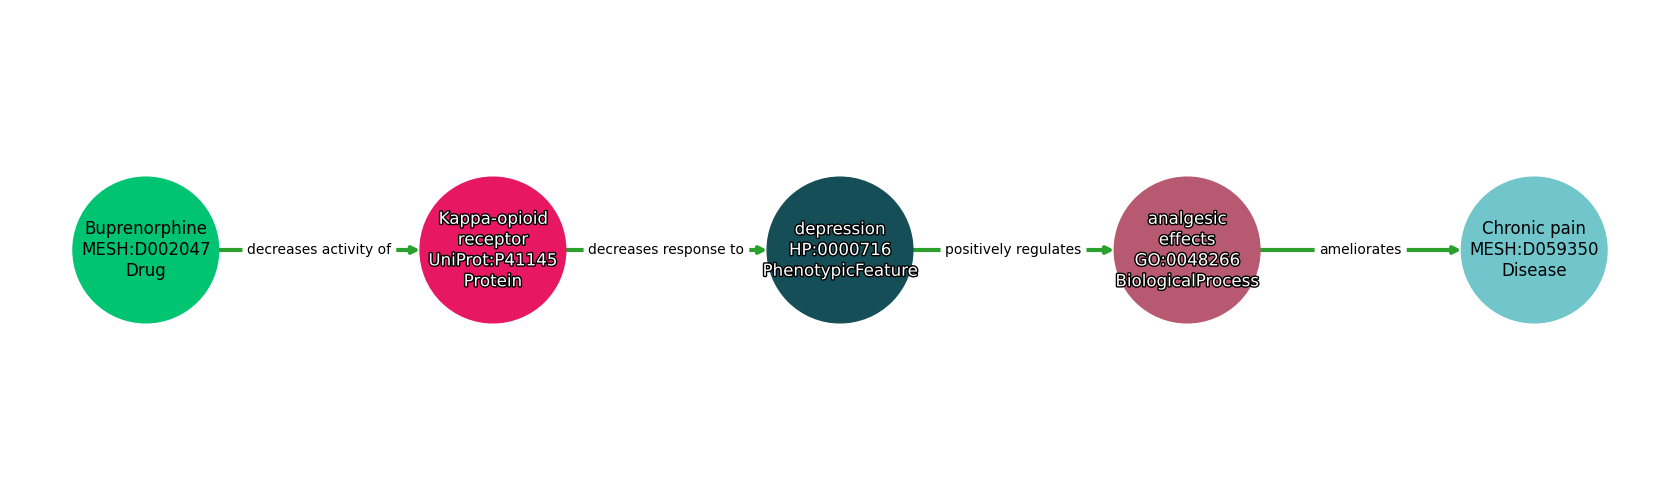 Buprenorphine
MESH:D002047
Drug
decreases activity of
Kappa-opioid
receptor
UniProt:P41145
Protein
decreases response to
depression
HP:0000716
PhenotypicFeature
positively regulates
analgesic
effects
GO:0048266
BiologicalProcess
ameliorates
Chronic pain
MESH:D059350
Disease